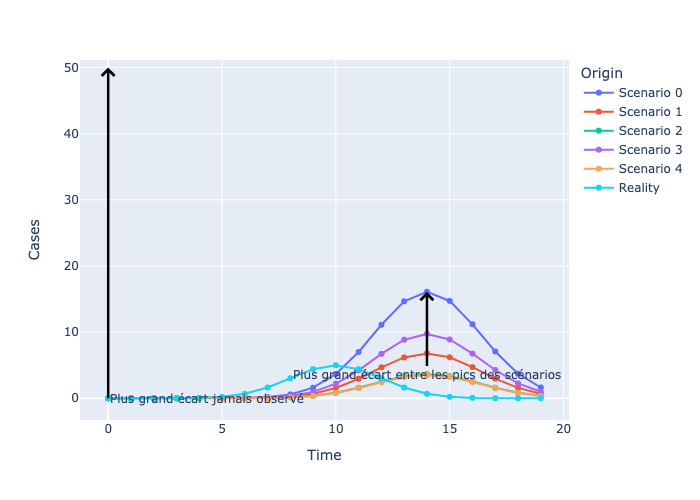 50
40
30
20
10
0
0
5
10
15
20
Cases
Time
Plus grand écart jamais observé
Plus grand écart entre les pics des scénarios
Origin
Scenario 0
Scenario 1
Scenario 2
Scenario 3
Scenario 4
Reality